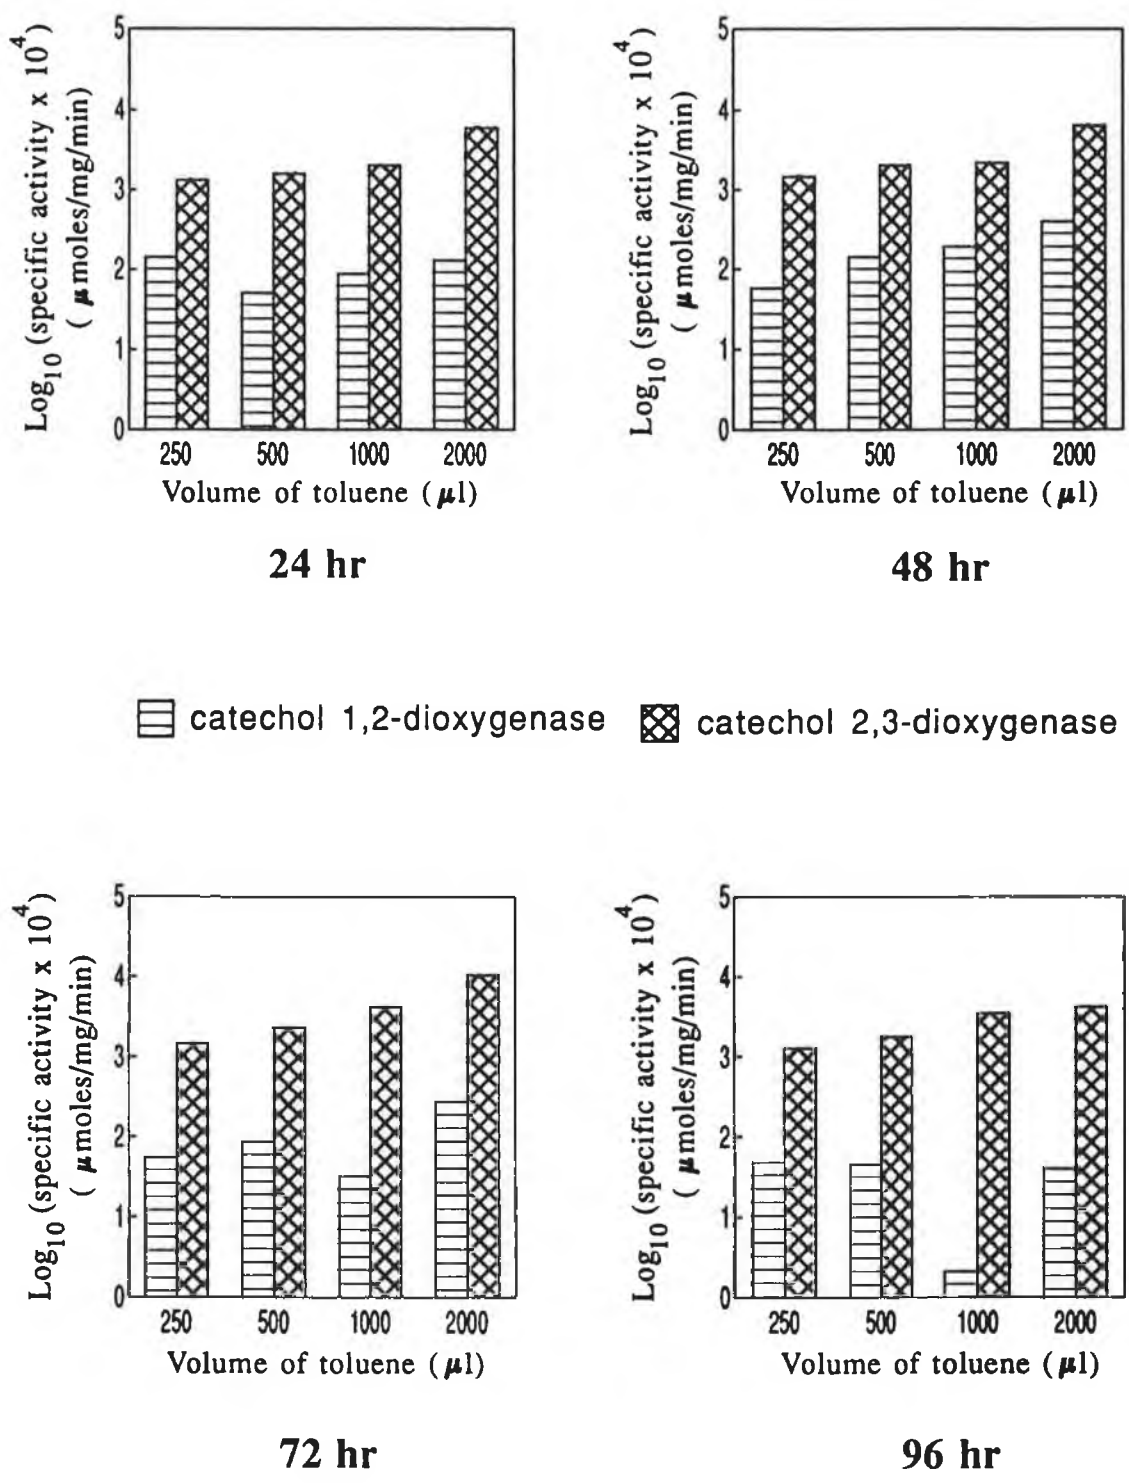 Log10 (specific activity x 10^4)
( μmoles/mg/min)
5
4
3
2
1
0
250 500 1000 2000
Volume of toluene (μl)
24 hr
Log10 (specific activity x 10^4)
( μmoles/mg/min)
5
4
3
2
1
0
250 500 1000 2000
Volume of toluene (μl)
48 hr
catechol 1,2-dioxygenase catechol 2,3-dioxygenase
Log10 (specific activity x 10^4)
( μmoles/mg/min)
5
4
3
2
1
0
250 500 1000 2000
Volume of toluene (μl)
72 hr
Log10 (specific activity x 10^4)
( μmoles/mg/min)
5
4
3
2
1
0
250 500 1000 2000
Volume of toluene (μl)
96 hr